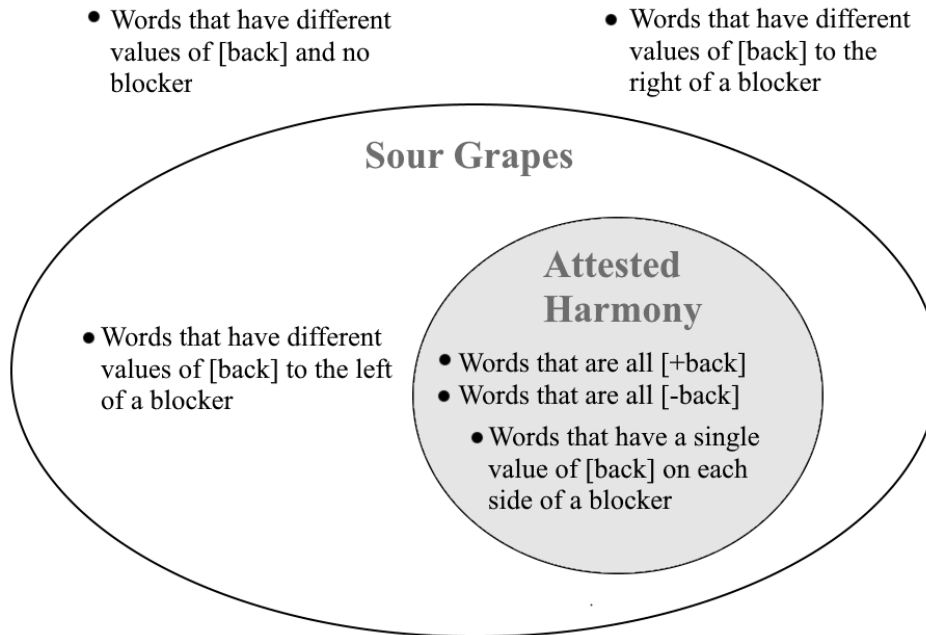 • Words that have different
values of [back] and no
blocker
• Words that have different
values of [back] to the
right of a blocker
Sour Grapes
• Words that have different
values of [back] to the left
of a blocker
Attested
Harmony
• Words that are all [+back]
• Words that are all [-back]
• Words that have a single
value of [back] on each
side of a blocker